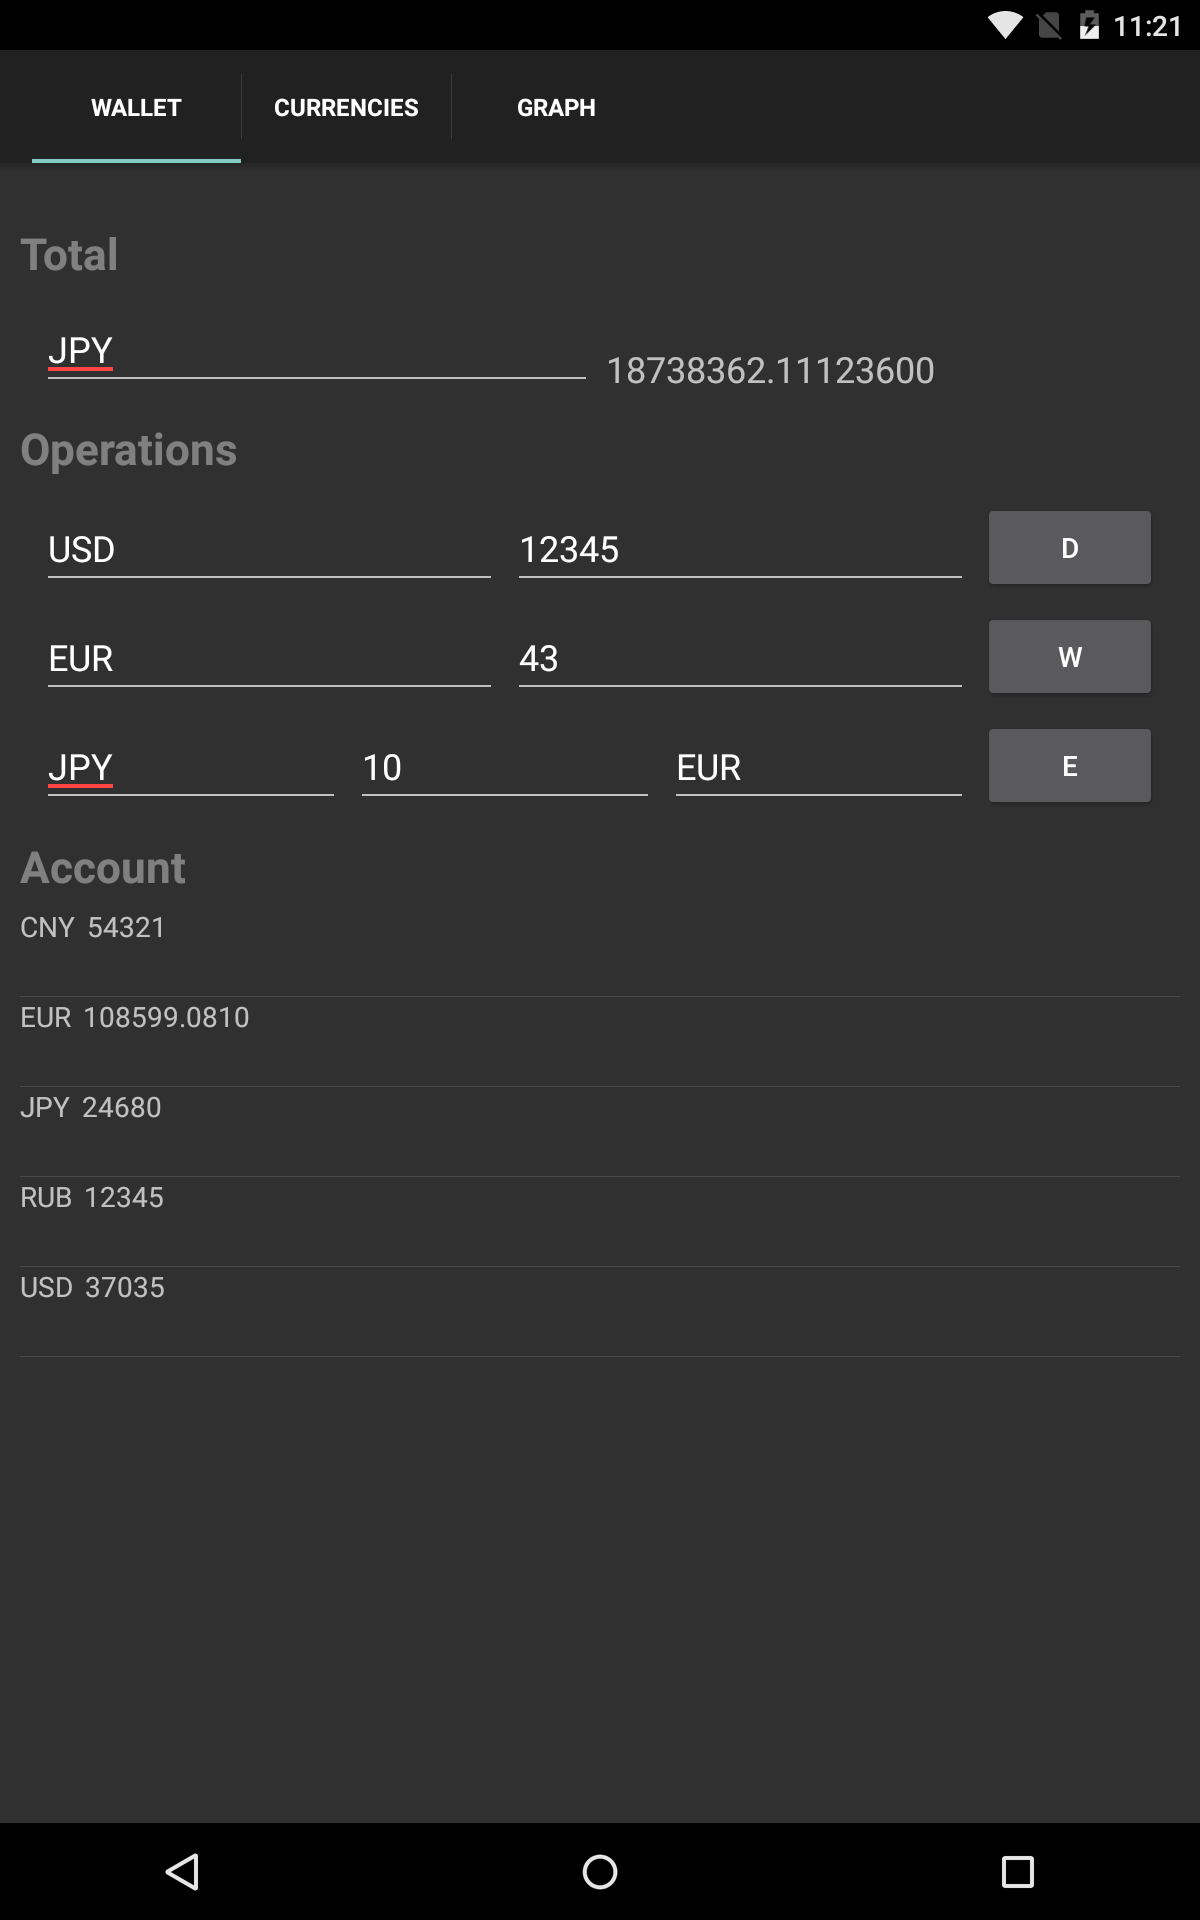 11:21
WALLET CURRENCIES GRAPH
Total
JPY 18738362.11123600
Operations
USD 12345 D
EUR 43 W
JPY 10 EUR E
Account
CNY 54321
EUR 108599.0810
JPY 24680
RUB 12345
USD 37035